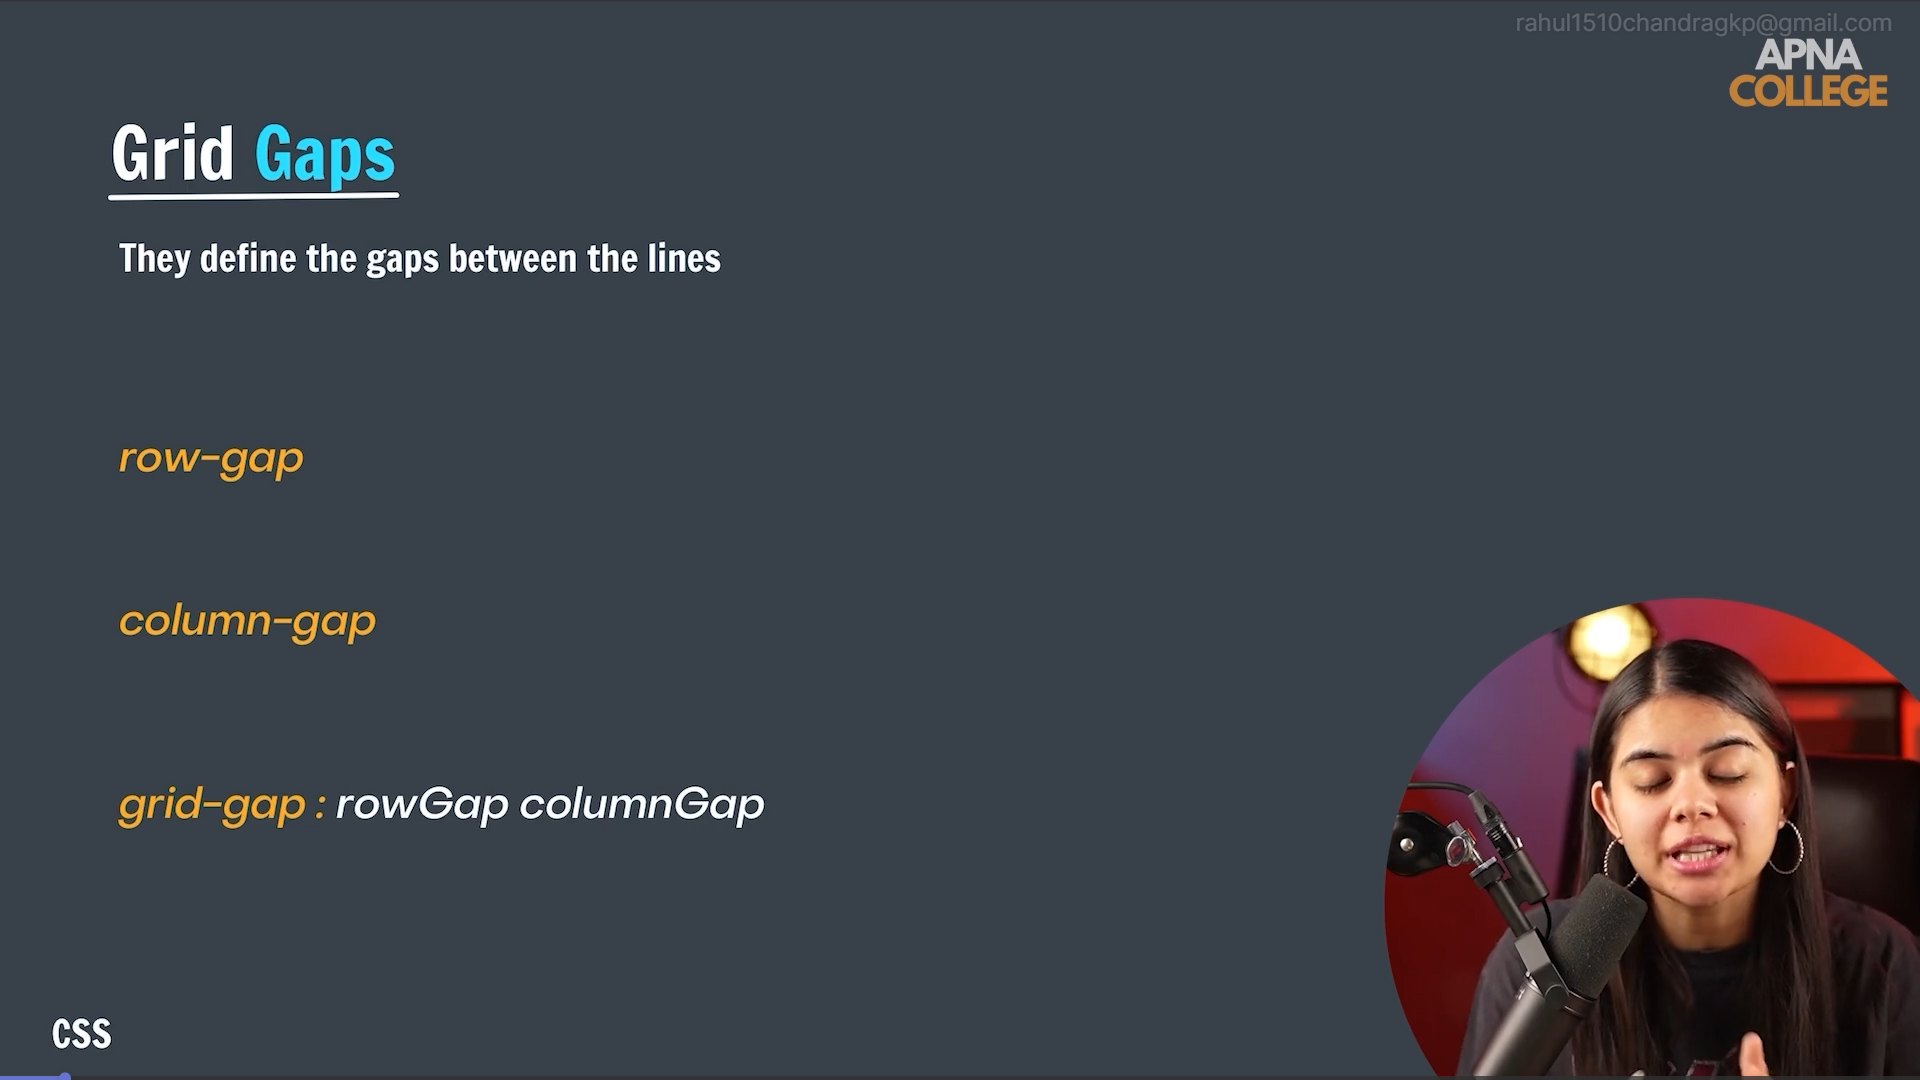 rahul1510chandragkp@gmail.com
APNA
COLLEGE
Grid Gaps
They define the gaps between the lines
row-gap
column-gap
grid-gap : rowGap columnGap
CSS